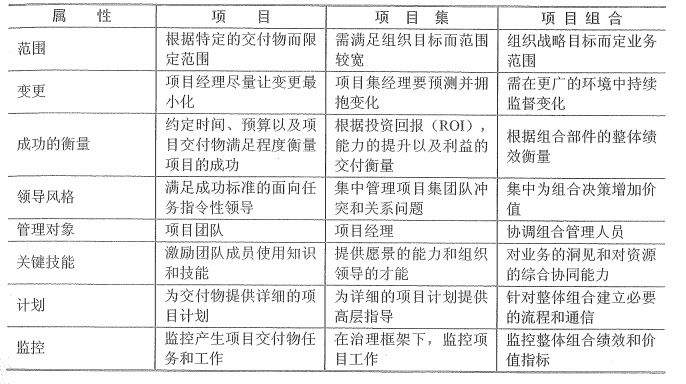 属 性 项 目 项 目 集 项 目 组 合
范围 根据特定的交付物而限 需满足组织目标而范围 组织战略目标而定业务
定范围 较宽 范围
变更 项目经理尽量让变更最 项目集经理要预测并拥 需在更广的环境中持续
小化 抱变化 监督变化
约定时间、预算以及项 根据投资回报（ROI），
成功的衡量 目交付物满足程度衡量 能力的提升以及利益的 根据组合部件的整体绩
项目的成功 交付衡量 效衡量
领导风格 满足成功标准的面向任 集中管理项目集团队冲 集中为组合决策增加价
务指令性领导 突和关系问题 值
管理对象 项目团队 项目经理 协调组合管理人员
关键技能 激励团队成员使用知识 提供愿景的能力和组织 对业务的洞见和对资源
和技能 领导的才能 的综合协同能力
计划 为交付物提供详细的项 为详细的项目计划提供 针对整体组合建立必要
目计划 高层指导 的流程和通信
监控 监控产生项目交付物任 在治理框架下，监控项 监控整体组合绩效和价
务和工作 目工作 值指标